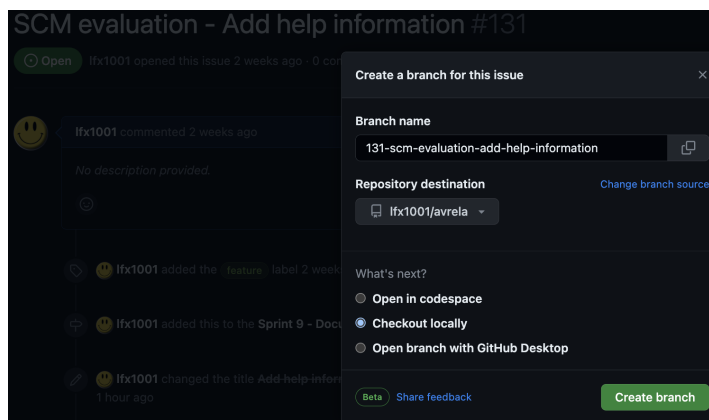 SCM evaluation - Add help information #131
Open lfx1001 opened this issue 2 weeks ago · 0 com
Create a branch for this issue
Branch name
131-scm-evaluation-add-help-information
Repository destination
Change branch source
lfx1001/avrela
What's next?
Open in codespace
Checkout locally
Open branch with GitHub Desktop
Beta Share feedback
Create branch
lfx1001 commented 2 weeks ago
No description provided.
lfx1001 added the feature label 2 week
lfx1001 added this to the Sprint 9 - Docu
lfx1001 changed the title Add help infor
1 hour ago